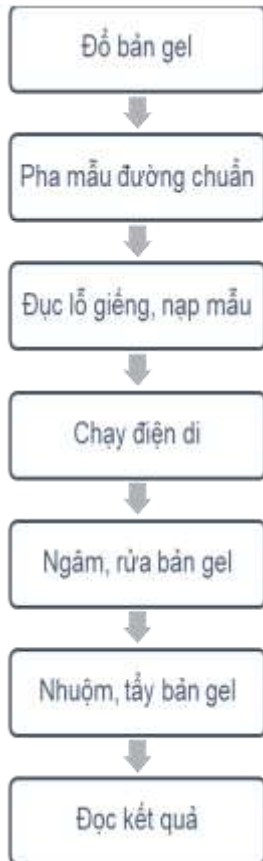 Đổ bản gel
Pha mẫu đường chuẩn
Đục lỗ giếng, nạp mẫu
Chạy điện di
Ngâm, rửa bản gel
Nhuộm, tẩy bản gel
Đọc kết quả